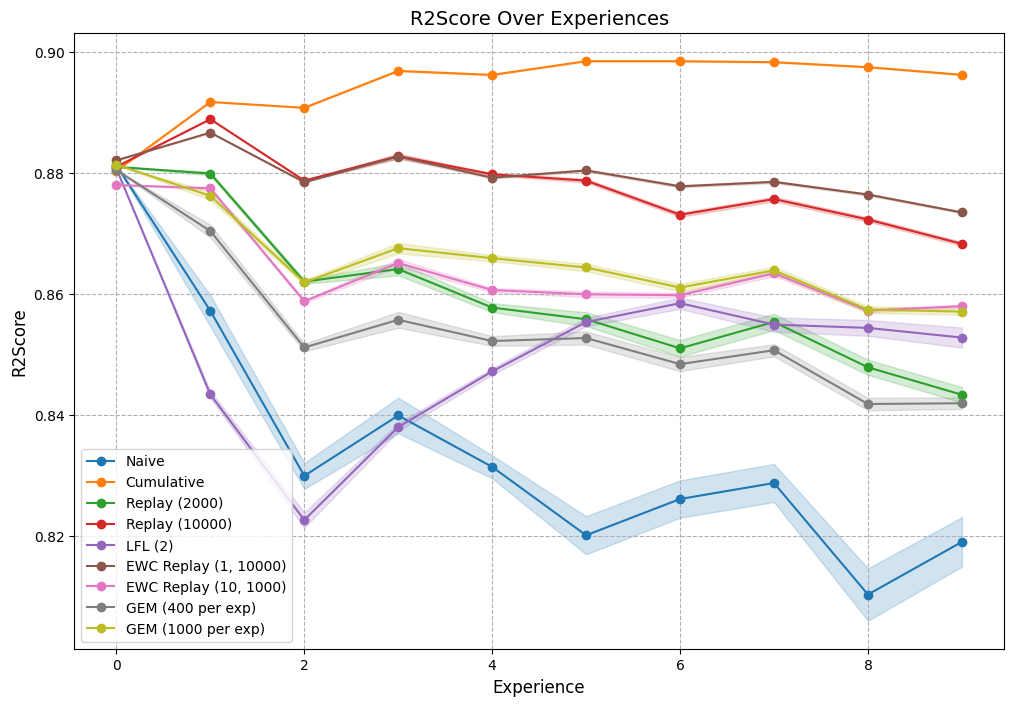 R2Score Over Experiences
R2Score
0.90
0.88
0.86
0.84
0.82
Naive
Cumulative
Replay (2000)
Replay (10000)
LFL (2)
EWC Replay (1, 10000)
EWC Replay (10, 1000)
GEM (400 per exp)
GEM (1000 per exp)
0 2 4 6 8
Experience